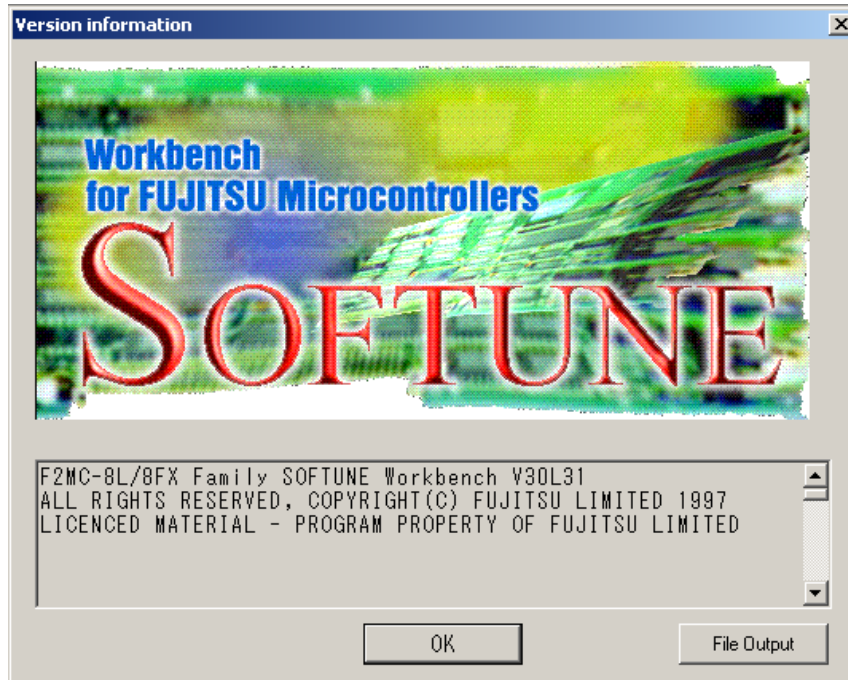 Version information
Workbench
for FUJITSU Microcontrollers
SOFTUNE
F2MC-8L/8FX Family SOFTUNE Workbench V30L31
ALL RIGHTS RESERVED, COPYRIGHT(C) FUJITSU LIMITED 1997
LICENCED MATERIAL - PROGRAM PROPERTY OF FUJITSU LIMITED
OK
File Output